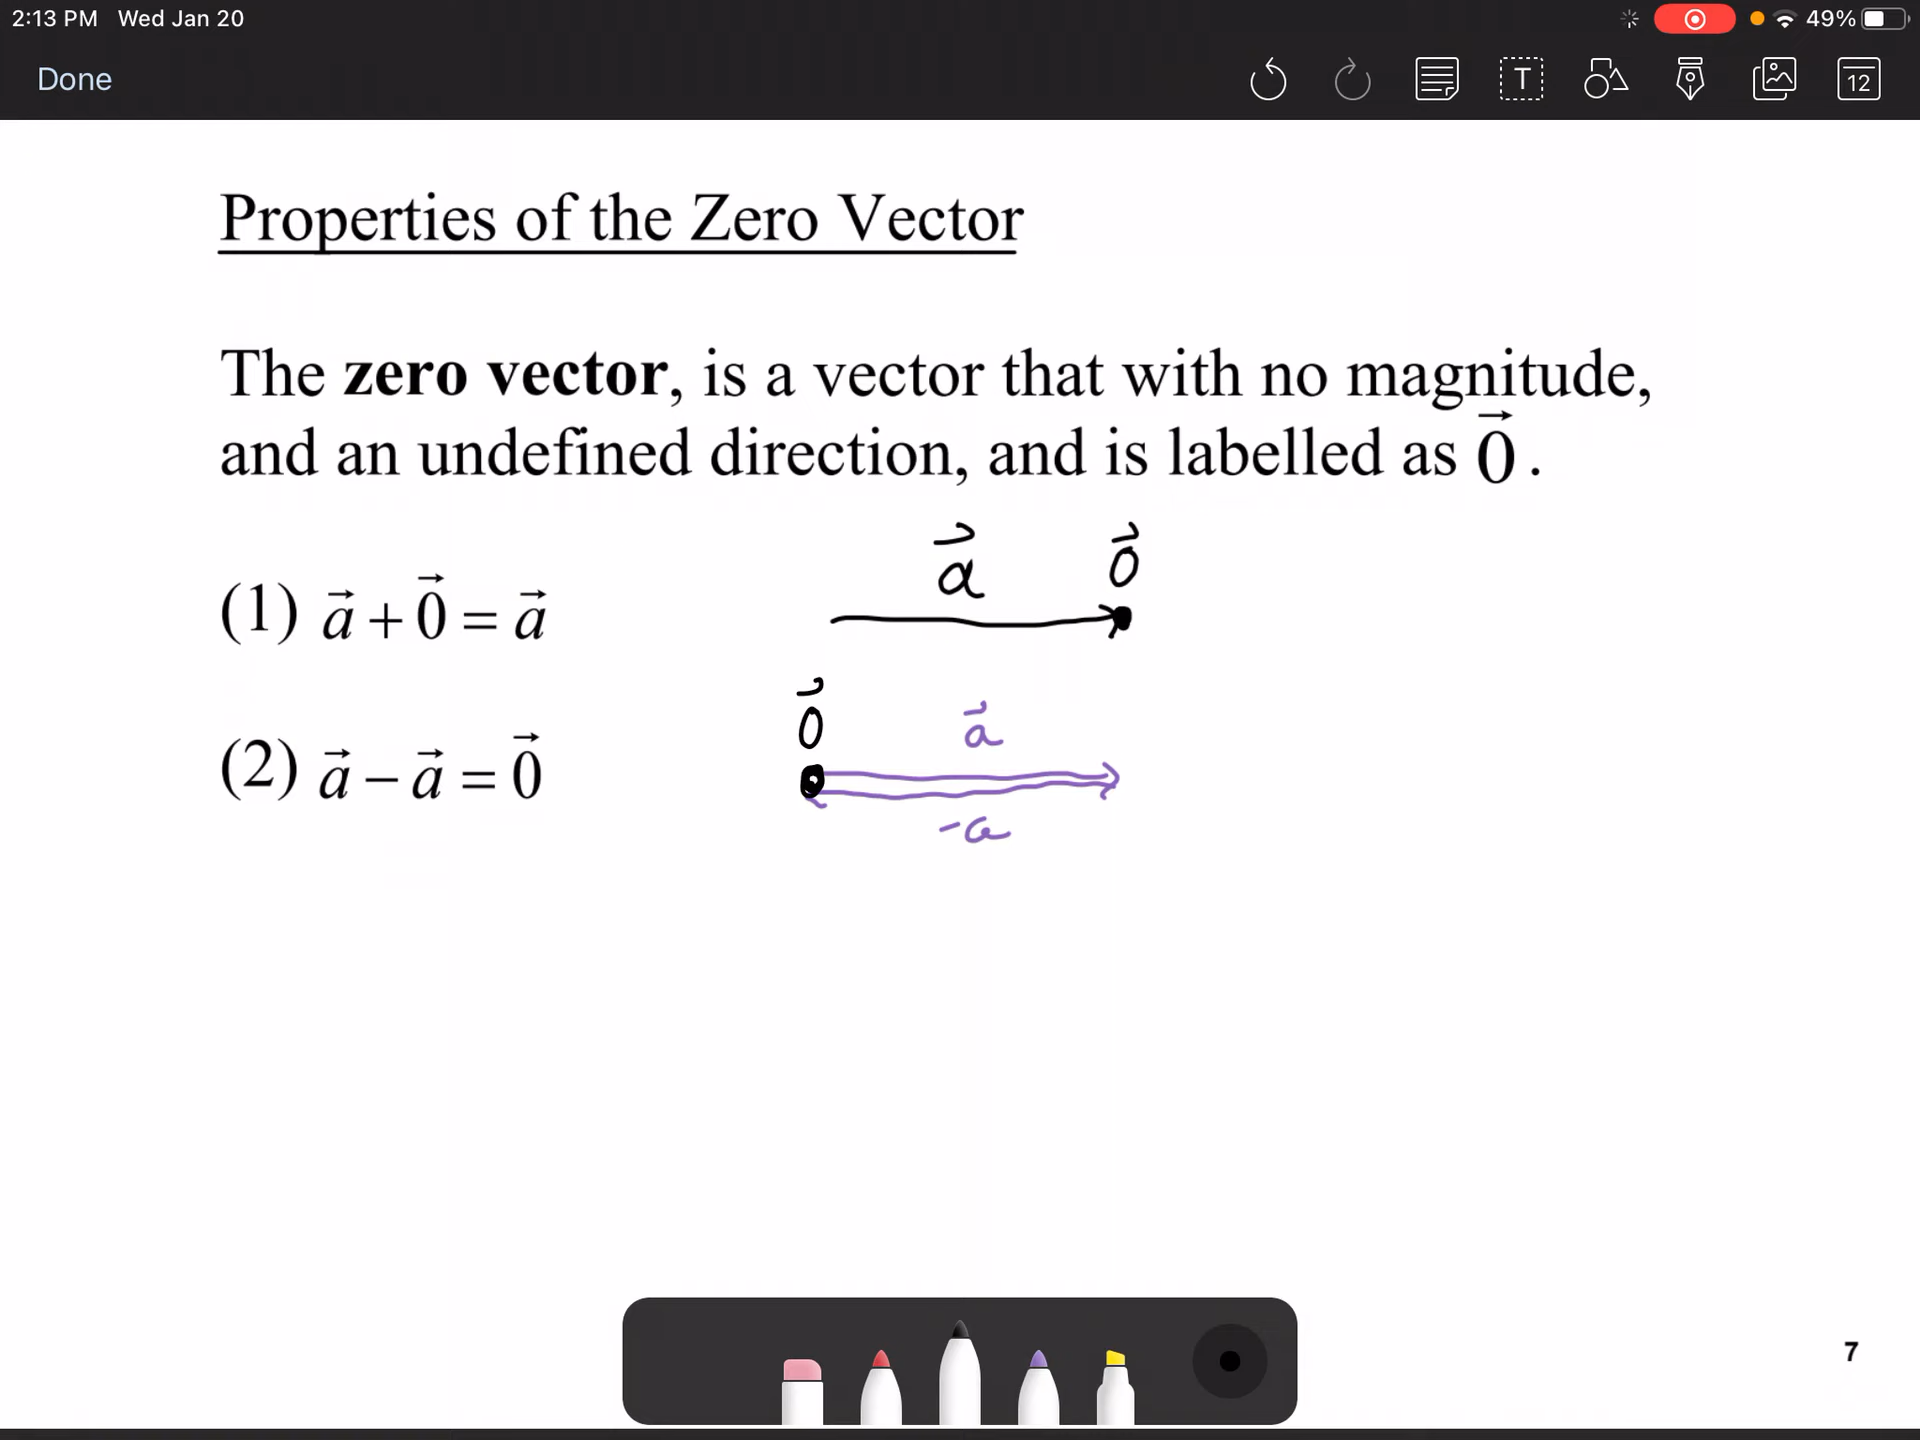 2:13 PM Wed Jan 20 49%
Done T 12
Properties of the Zero Vector
The zero vector, is a vector that with no magnitude,
and an undefined direction, and is labelled as 0⃗ .
a⃗ 0⃗
(1) a⃗ + 0⃗ = a⃗
0⃗ a⃗
(2) a⃗ − a⃗ = 0⃗
-a
7